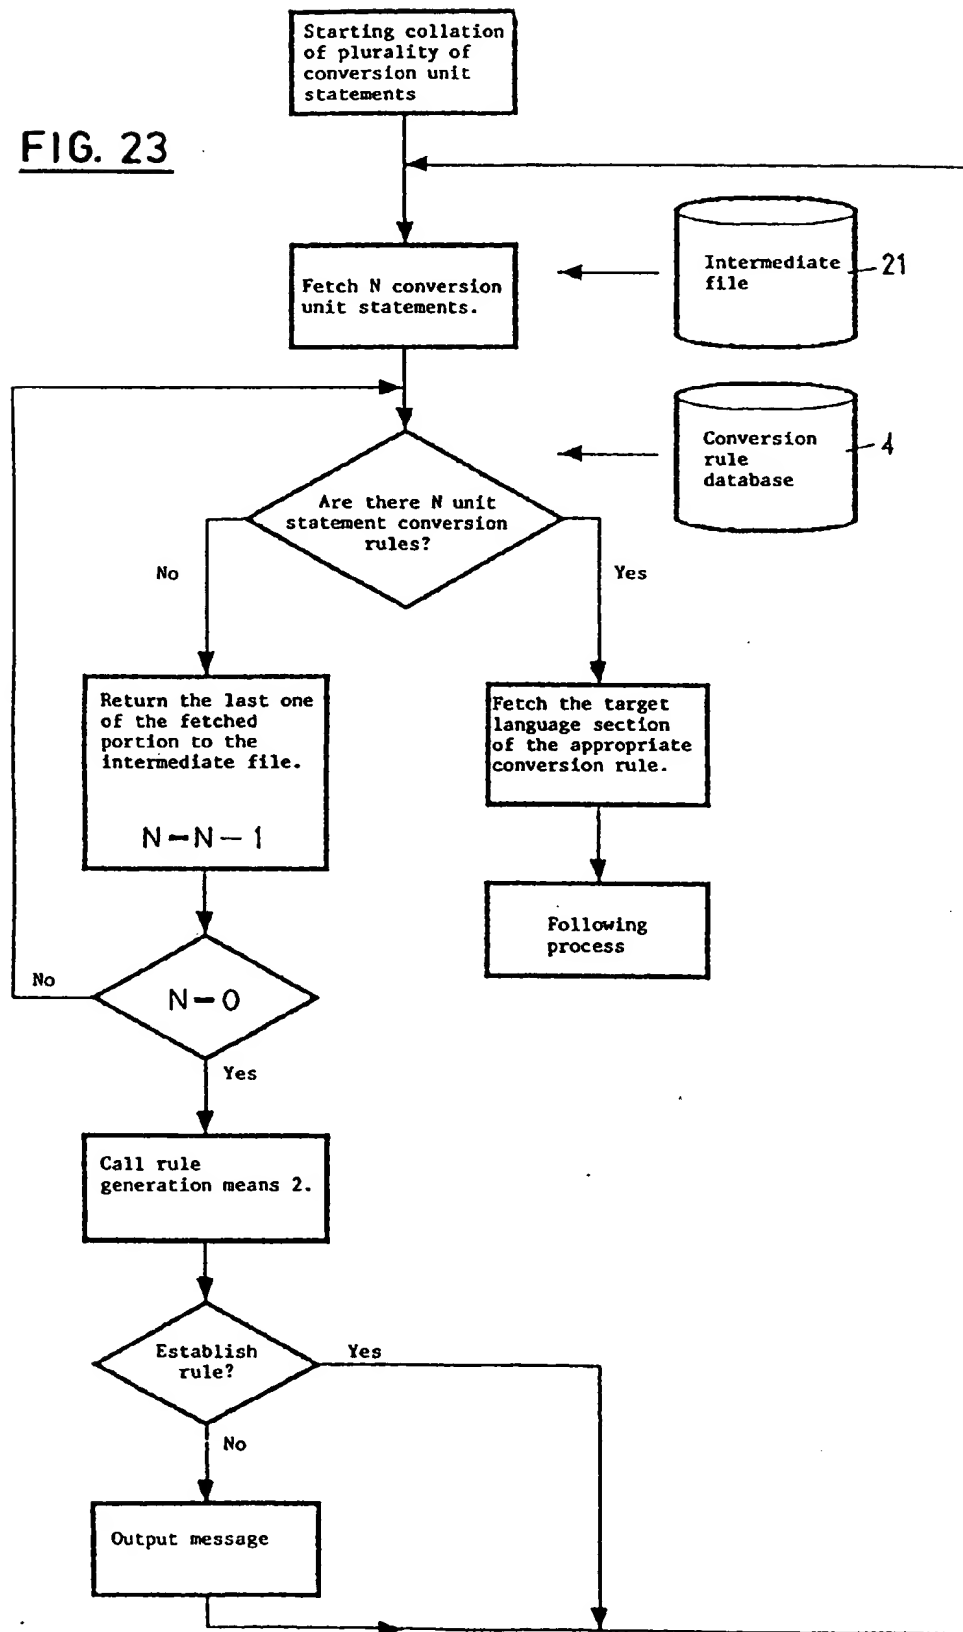 Starting collation
of plurality of
conversion unit
statements
FIG. 23
Intermediate
file
21
Fetch N conversion
unit statements.
Conversion
rule
database
4
Are there N unit
statement conversion
rules?
No
Yes
Return the last one
of the fetched
portion to the
intermediate file.
N=N-1
Fetch the target
language section
of the appropriate
conversion rule.
Following
process
No
N=0
Yes
Call rule
generation means 2.
Establish
rule?
Yes
No
Output message